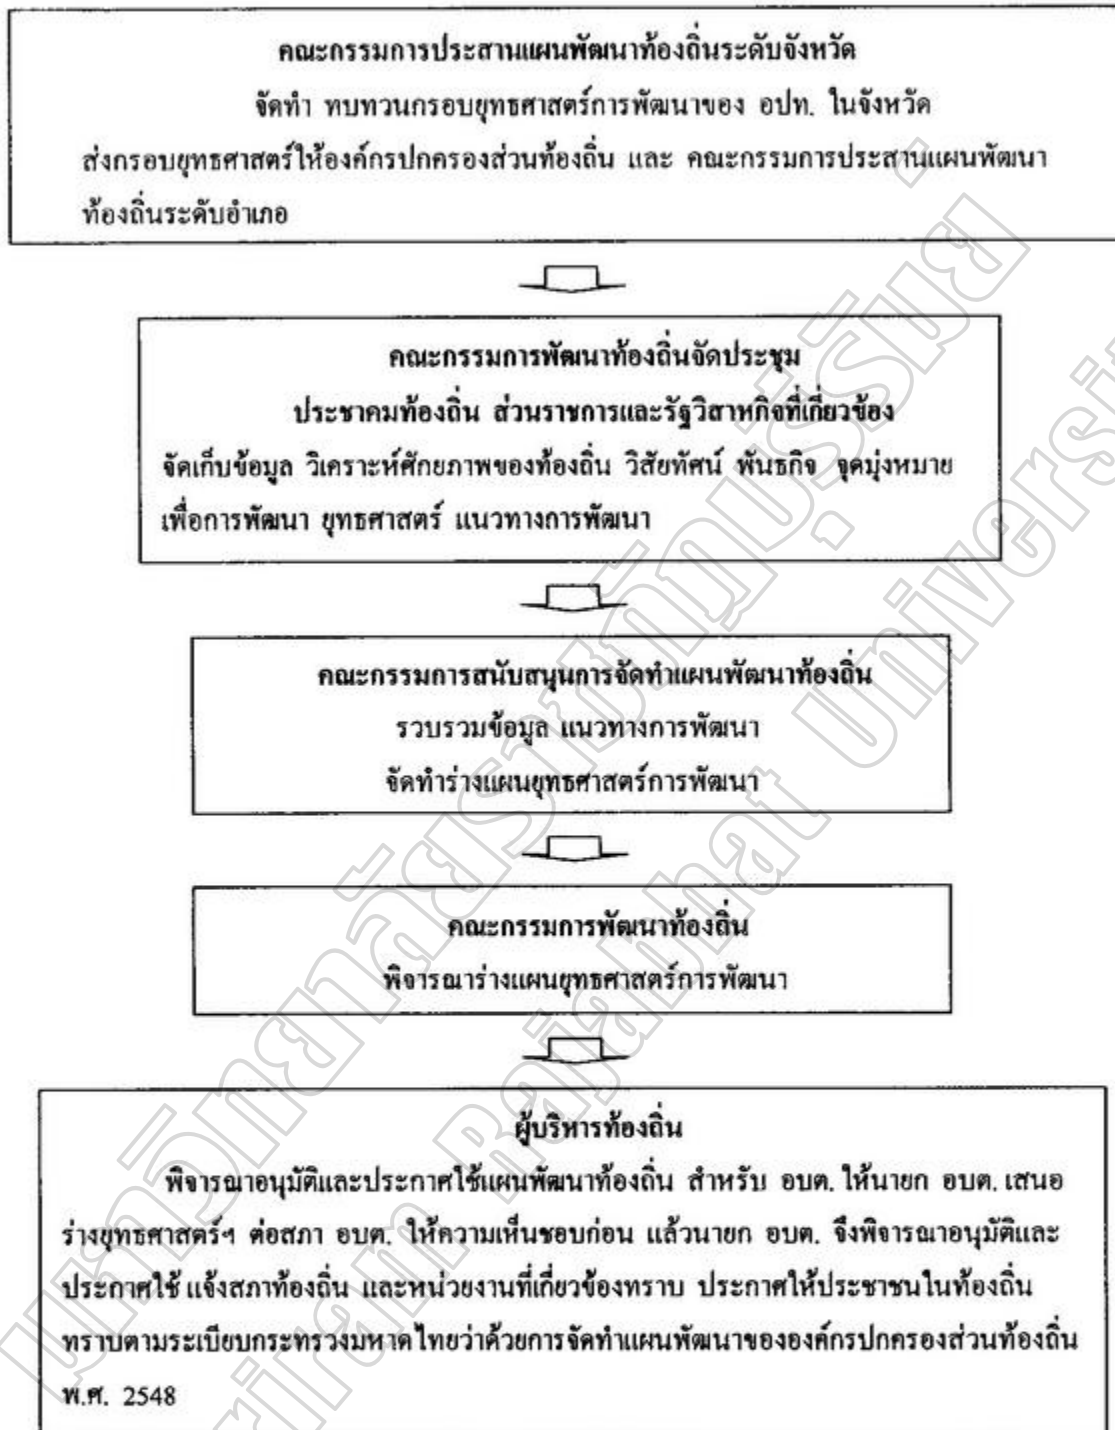 คณะกรรมการประสานแผนพัฒนาท้องถิ่นระดับจังหวัด
จัดทำ ทบทวนกรอบยุทธศาสตร์การพัฒนาของ อปท. ในจังหวัด
ส่งกรอบยุทธศาสตร์ให้องค์กรปกครองส่วนท้องถิ่น และ คณะกรรมการประสานแผนพัฒนา
ท้องถิ่นระดับอำเภอ
คณะกรรมการพัฒนาท้องถิ่นจัดประชุม
ประชาคมท้องถิ่น ส่วนราชการและรัฐวิสาหกิจที่เกี่ยวข้อง
จัดเก็บข้อมูล วิเคราะห์ศักยภาพของท้องถิ่น วิสัยทัศน์ พันธกิจ จุดมุ่งหมาย
เพื่อการพัฒนา ยุทธศาสตร์ แนวทางการพัฒนา
คณะกรรมการสนับสนุนการจัดทำแผนพัฒนาท้องถิ่น
รวบรวมข้อมูล แนวทางการพัฒนา
จัดทำร่างแผนยุทธศาสตร์การพัฒนา
คณะกรรมการพัฒนาท้องถิ่น
พิจารณาร่างแผนยุทธศาสตร์การพัฒนา
ผู้บริหารท้องถิ่น
พิจารณาอนุมัติและประกาศใช้แผนพัฒนาท้องถิ่น สำหรับ อบต. ให้นายก อบต. เสนอ
ร่างยุทธศาสตร์ฯ ต่อสภา อบต. ให้ความเห็นชอบก่อน แล้วนายก อบต. จึงพิจารณาอนุมัติและ
ประกาศใช้ แจ้งสภาท้องถิ่น และหน่วยงานที่เกี่ยวข้องทราบ ประกาศให้ประชาชนในท้องถิ่น
ทราบตามระเบียบกระทรวงมหาดไทยว่าด้วยการจัดทำแผนพัฒนาขององค์กรปกครองส่วนท้องถิ่น
พ.ศ. 2548